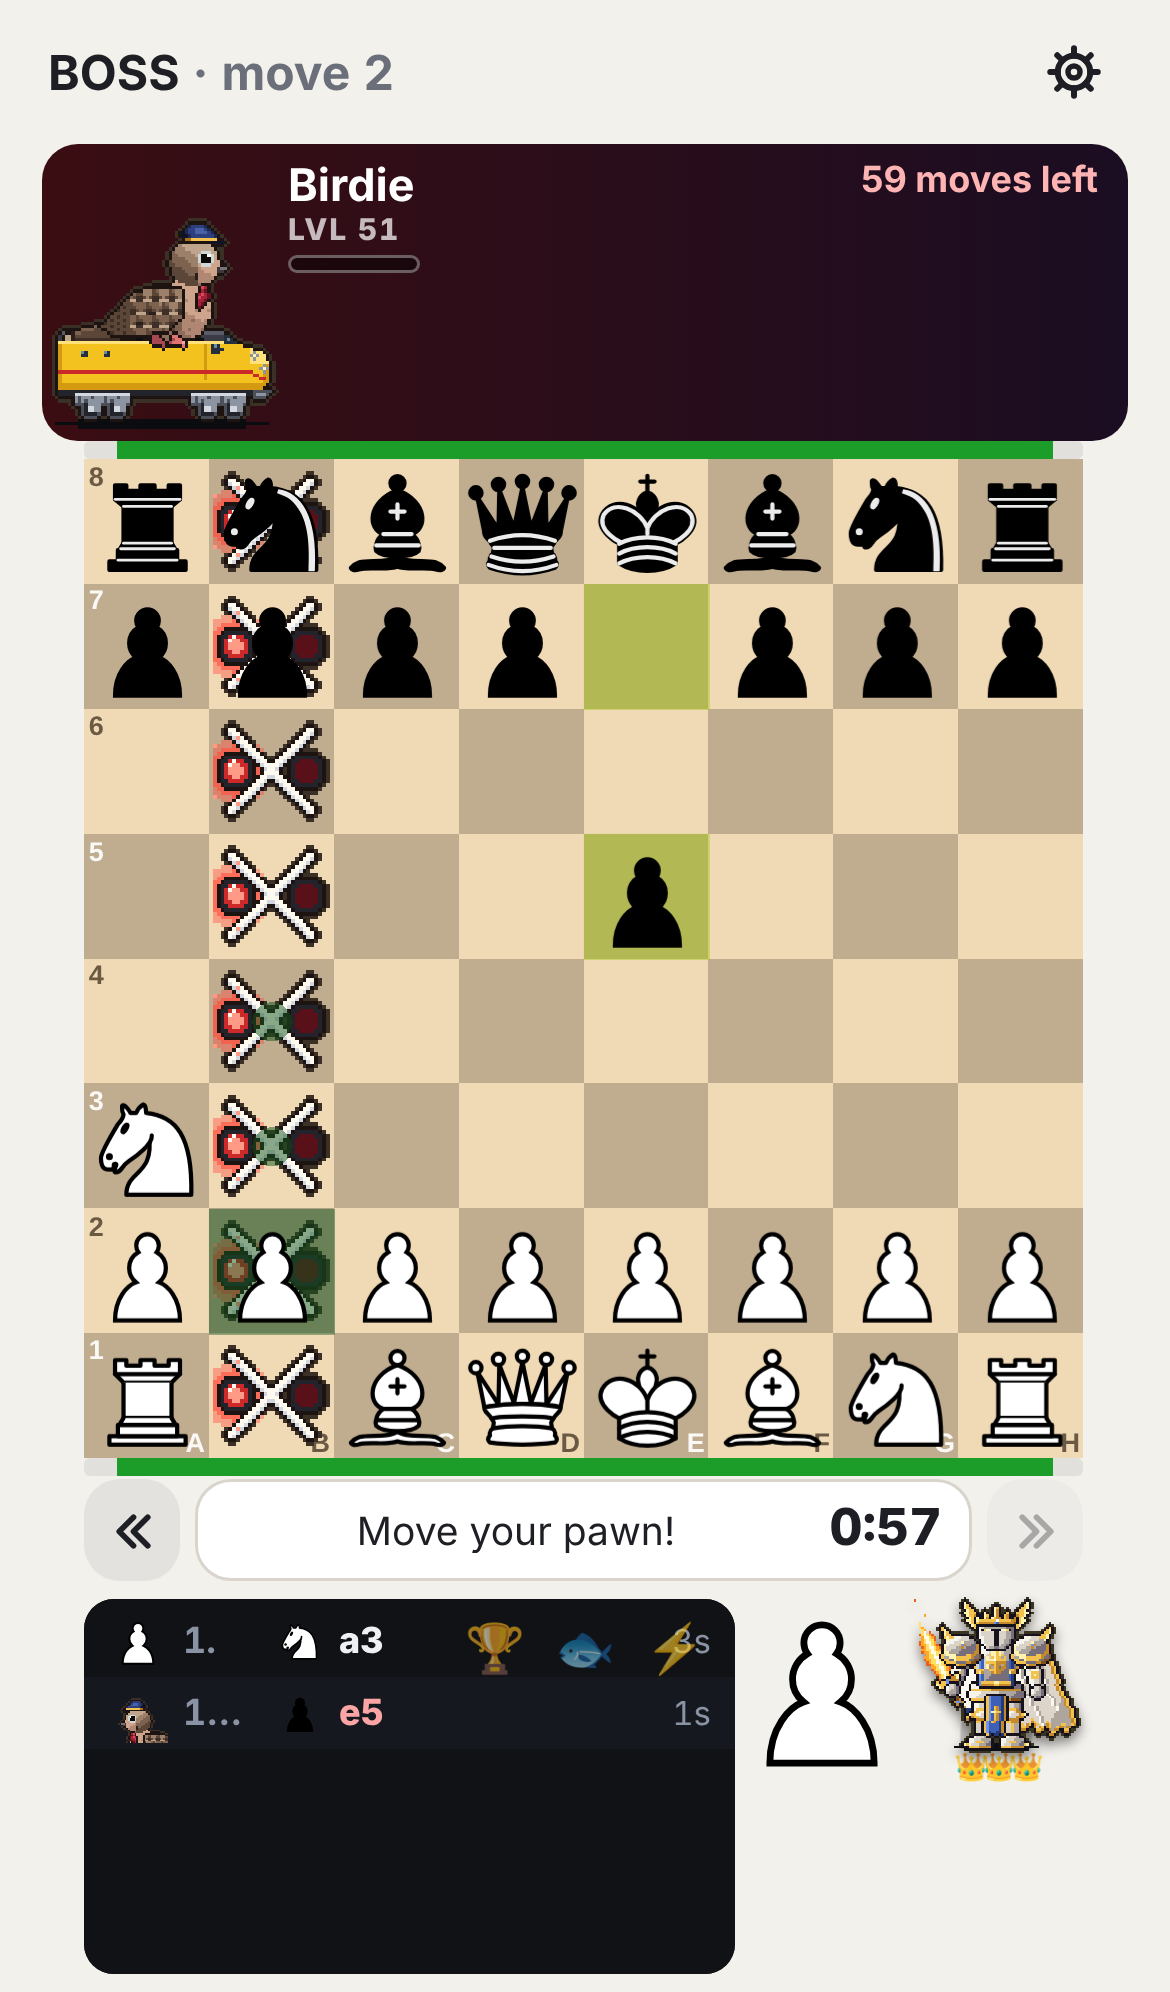 BOSS · move 2
Birdie
59 moves left
LVL 51
8
7
6
5
4
3
2
1
A B C D E F G H
Move your pawn! 0:57
1. a3 3s
1... e5 1s